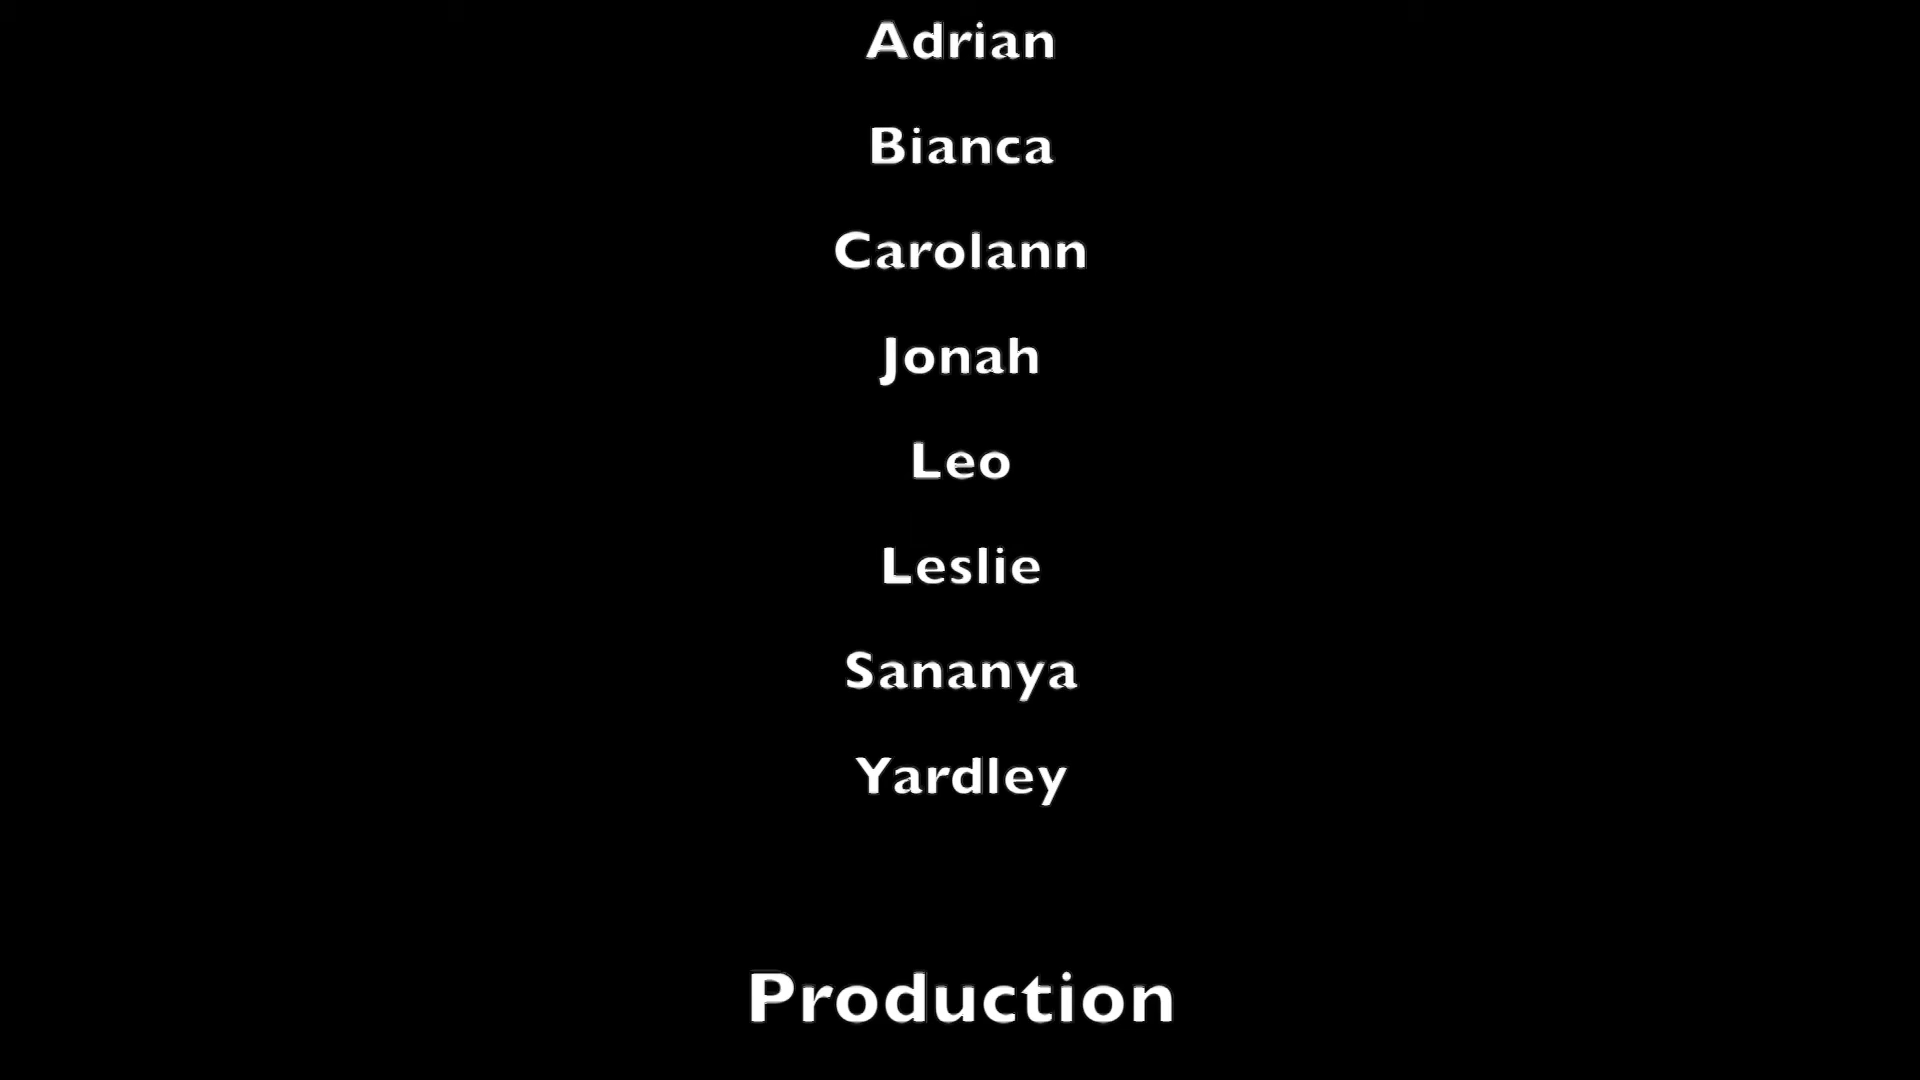 Adrian
Bianca
Carolann
Jonah
Leo
Leslie
Sananya
Yardley
Production